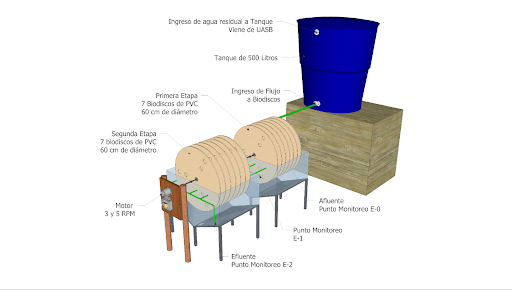 Ingreso de agua residual a Tanque
Viene de UASB
Tanque de 500 Litros
Ingreso de Flujo
a Biodiscos
Primera Etapa
7 Biodiscos de PVC
60 cm de diámetro
Segunda Etapa
7 biodiscos de PVC
60 cm de diámetro
Motor
3 y 5 RPM
Afluente
Punto Monitoreo E-0
Punto Monitoreo
E-1
Efluente
Punto Monitoreo E-2